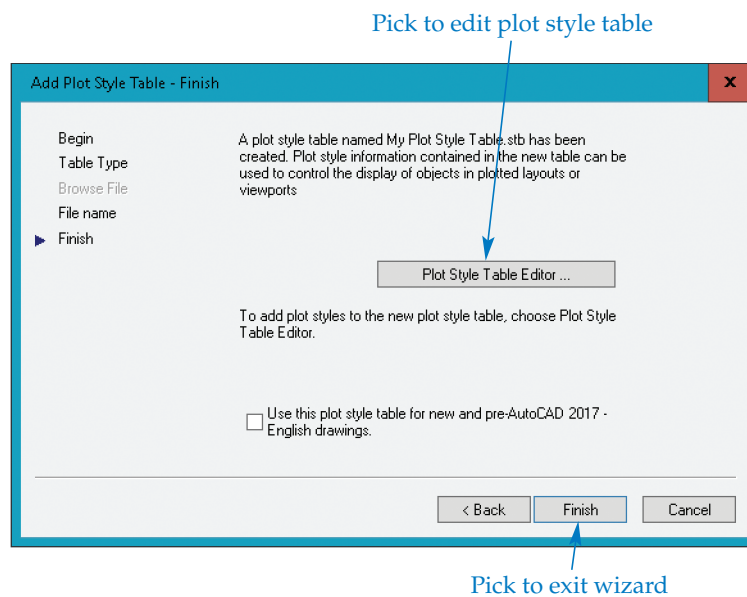 Pick to edit plot style table
Add Plot Style Table - Finish
x
Begin
Table Type
Browse File
File name
Finish
A plot style table named My Plot Style Table.stb has been
created. Plot style information contained in the new table can be
used to control the display of objects in plotted layouts or
viewports
Plot Style Table Editor ...
To add plot styles to the new plot style table, choose Plot Style
Table Editor.
Use this plot style table for new and pre-AutoCAD 2017 -
English drawings.
< Back
Finish
Cancel
Pick to exit wizard